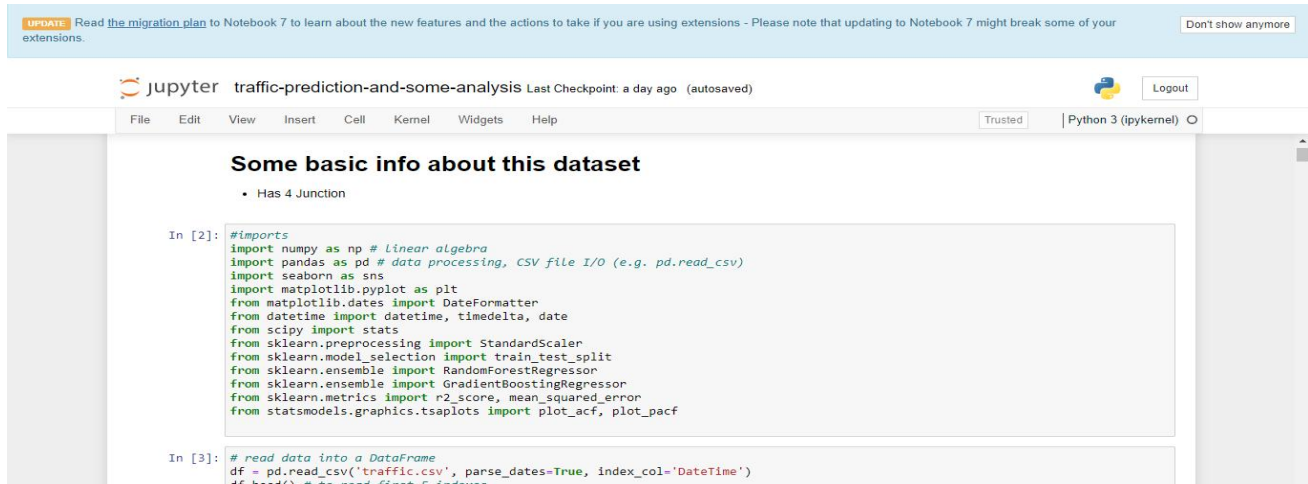 UPDATE Read the migration plan to Notebook 7 to learn about the new features and the actions to take if you are using extensions - Please note that updating to Notebook 7 might break some of your
extensions.
Don't show anymore
jupyter traffic-prediction-and-some-analysis Last Checkpoint: a day ago (autosaved)
Logout
File Edit View Insert Cell Kernel Widgets Help
Trusted
Python 3 (ipykernel)
Some basic info about this dataset
• Has 4 Junction
In [2]: #imports
import numpy as np # linear algebra
import pandas as pd # data processing, CSV file I/O (e.g. pd.read_csv)
import seaborn as sns
import matplotlib.pyplot as plt
from matplotlib.dates import DateFormatter
from datetime import datetime, timedelta, date
from scipy import stats
from sklearn.preprocessing import StandardScaler
from sklearn.model_selection import train_test_split
from sklearn.ensemble import RandomForestRegressor
from sklearn.ensemble import GradientBoostingRegressor
from sklearn.metrics import r2_score, mean_squared_error
from statsmodels.graphics.tsaplots import plot_acf, plot_pacf
In [3]: # read data into a DataFrame
df = pd.read_csv('traffic.csv', parse_dates=True, index_col='DateTime')
df.head() # to read first 5 indexes